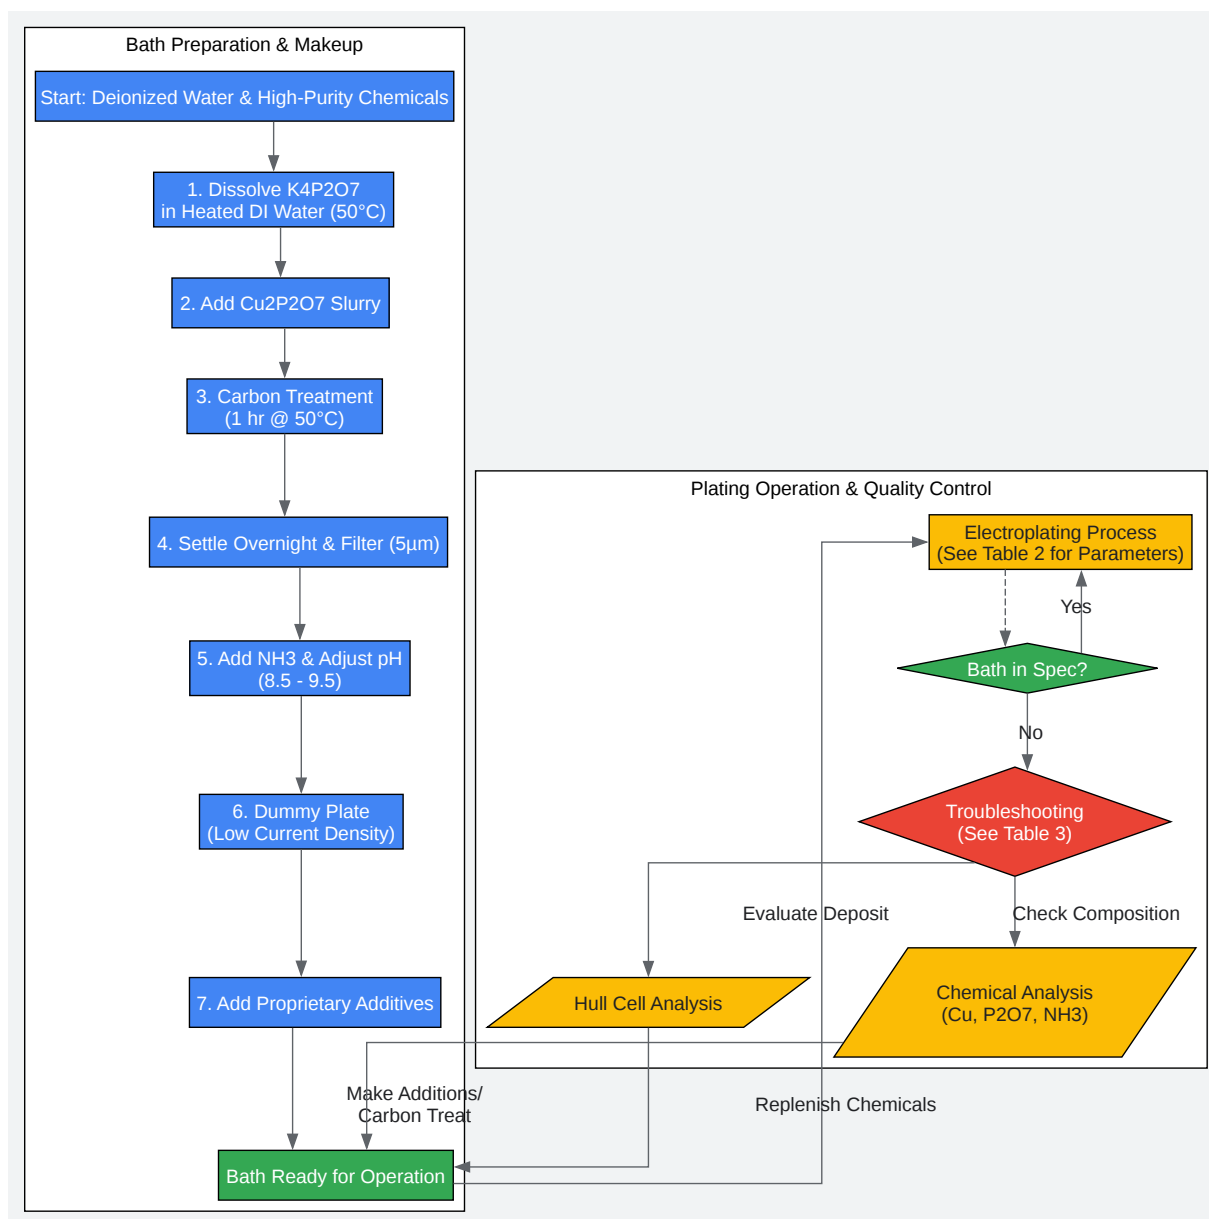 Bath Preparation & Makeup
Start: Deionized Water & High-Purity Chemicals
1. Dissolve K4P2O7
in Heated DI Water (50°C)
2. Add Cu2P2O7 Slurry
3. Carbon Treatment
(1 hr @ 50°C)
4. Settle Overnight & Filter (5µm)
5. Add NH3 & Adjust pH
(8.5 - 9.5)
6. Dummy Plate
(Low Current Density)
7. Add Proprietary Additives
Make Additions/
Carbon Treat
Bath Ready for Operation
Plating Operation & Quality Control
Electroplating Process
(See Table 2 for Parameters)
Yes
Bath in Spec?
No
Troubleshooting
(See Table 3)
Evaluate Deposit
Check Composition
Hull Cell Analysis
Chemical Analysis
(Cu, P2O7, NH3)
Replenish Chemicals